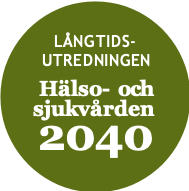 LÅNGTIDS-
UTREDNINGEN
Hälso- och
sjukvården
2040